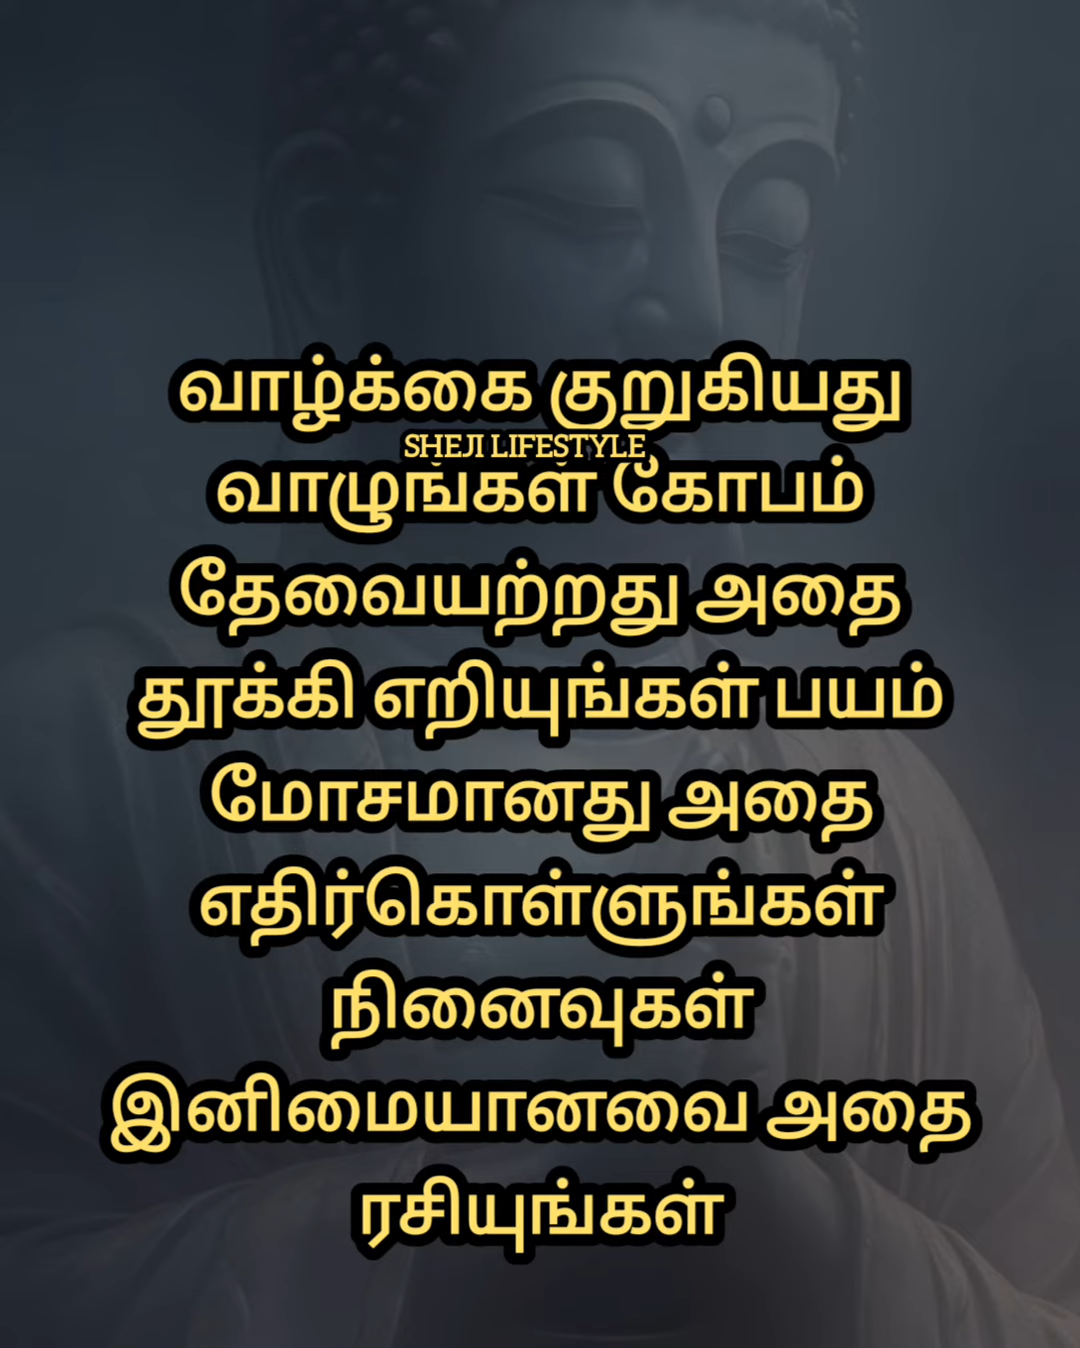 வாழ்க்கை குறுகியது
SHEJI LIFESTYLE
வாழுங்கள் கோபம்
தேவையற்றது அதை
தூக்கி எறியுங்கள் பயம்
மோசமானது அதை
எதிர்கொள்ளுங்கள்
நினைவுகள்
இனிமையானவை அதை
ரசியுங்கள்